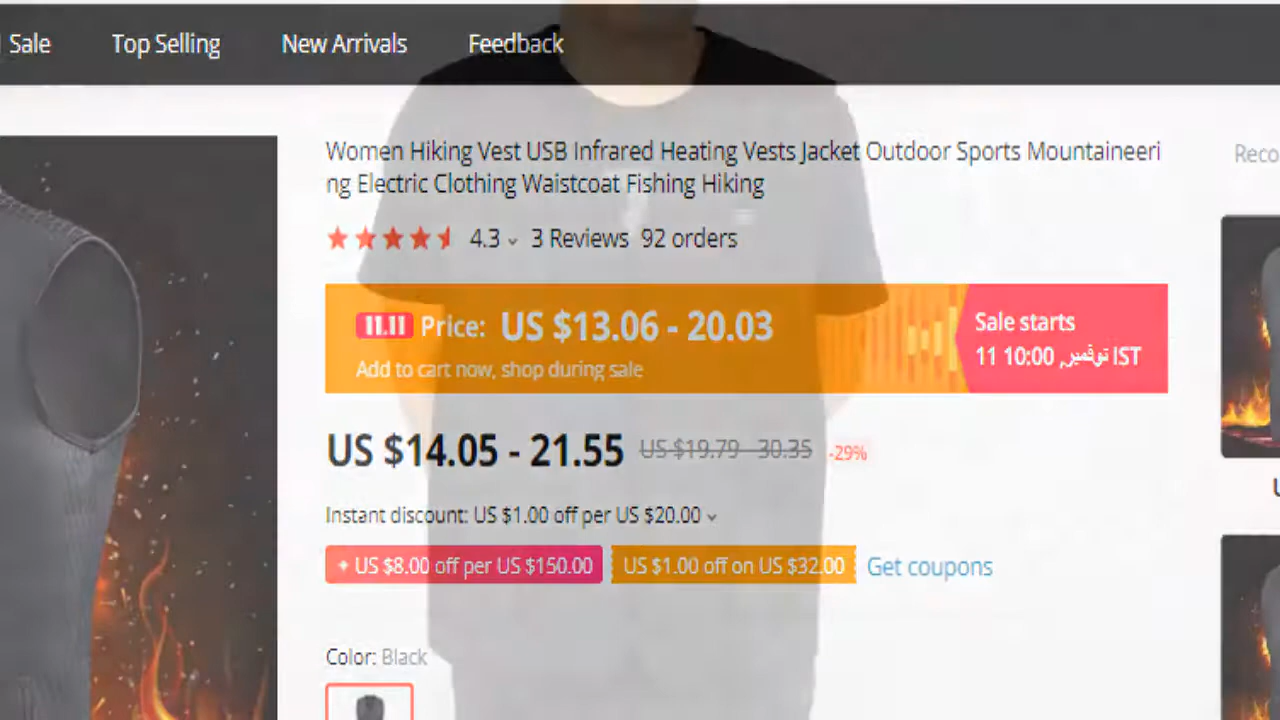 Sale
Top Selling
New Arrivals
Feedback
Women Hiking Vest USB Infrared Heating Vests Jacket Outdoor Sports Mountaineeri
ng Electric Clothing Waistcoat Fishing Hiking
Reco
4.3 3 Reviews 92 orders
11.11 Price: US $13.06 - 20.03
Add to cart now, shop during sale
Sale starts
11 10:00 نوفمبر, IST
US $14.05 - 21.55 US $19.79 - 30.35 -29%
Instant discount: US $1.00 off per US $20.00
+ US $8.00 off per US $150.00
US $1.00 off on US $32.00
Get coupons
Color: Black